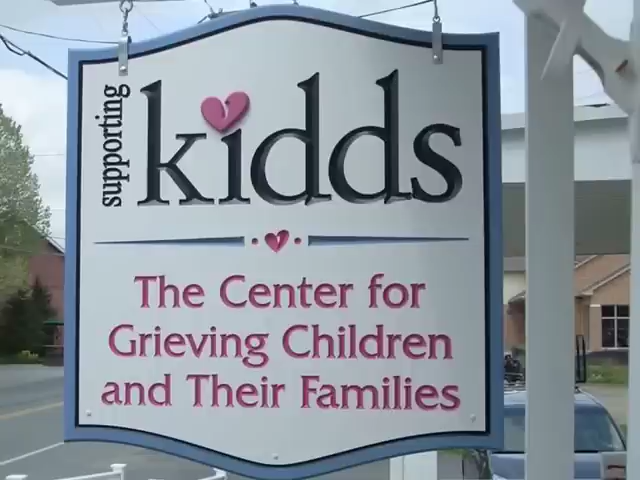 supporting
kidds
The Center for
Grieving Children
and Their Families